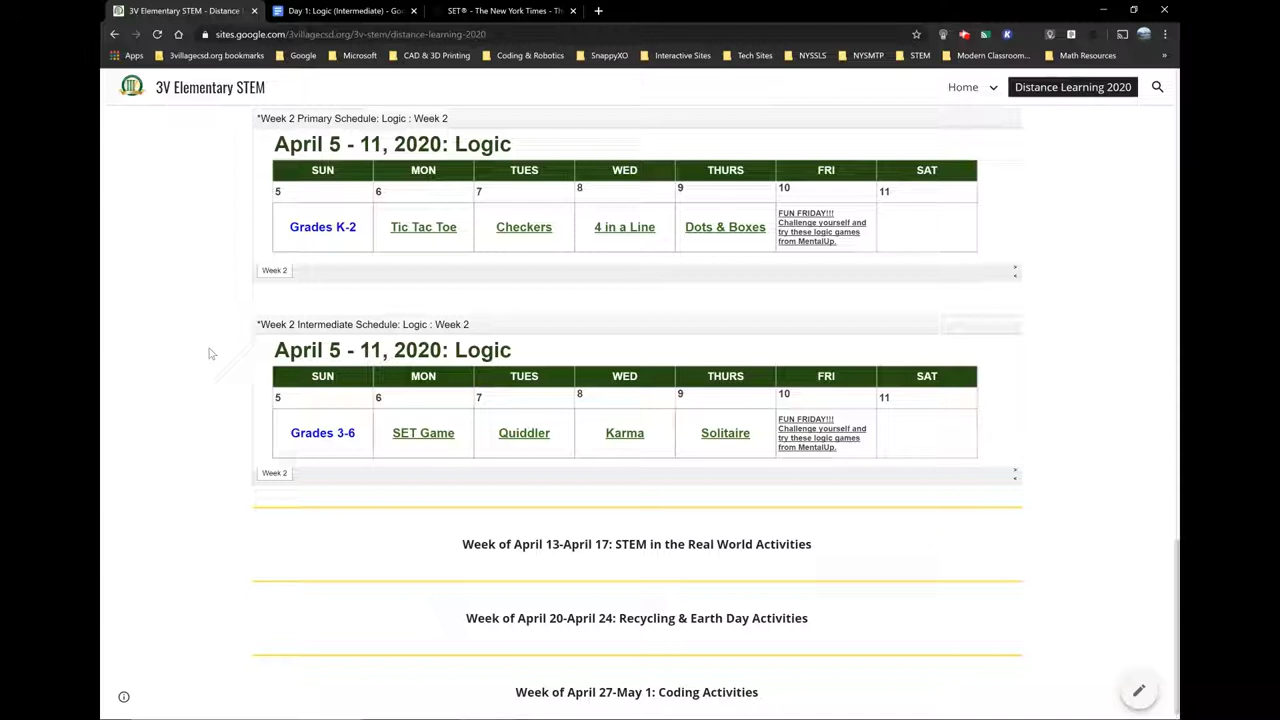 3V Elementary STEM - Distance
Day 1: Logic (Intermediate) - Go
SET® - The New York Times - Th
sites.google.com/3villagecsd.org/3v-stem/distance-learning-2020
Apps
3villagecsd.org bookmarks
Google
Microsoft
CAD & 3D Printing
Coding & Robotics
SnappyXO
Interactive Sites
Tech Sites
NYSSLS
NYSMTP
STEM
Modern Classroom...
Math Resources
»
3V Elementary STEM
Home
Distance Learning 2020
*Week 2 Primary Schedule: Logic : Week 2
April 5 - 11, 2020: Logic
SUN MON TUES WED THURS FRI SAT
5 6 7 8 9 10 11
Grades K-2
Tic Tac Toe
Checkers
4 in a Line
Dots & Boxes
FUN FRIDAY!!!
Challenge yourself and
try these logic games
from MentalUp.
Week 2
*Week 2 Intermediate Schedule: Logic : Week 2
April 5 - 11, 2020: Logic
SUN MON TUES WED THURS FRI SAT
5 6 7 8 9 10 11
Grades 3-6
SET Game
Quiddler
Karma
Solitaire
FUN FRIDAY!!!
Challenge yourself and
try these logic games
from MentalUp.
Week 2
Week of April 13-April 17: STEM in the Real World Activities
Week of April 20-April 24: Recycling & Earth Day Activities
Week of April 27-May 1: Coding Activities